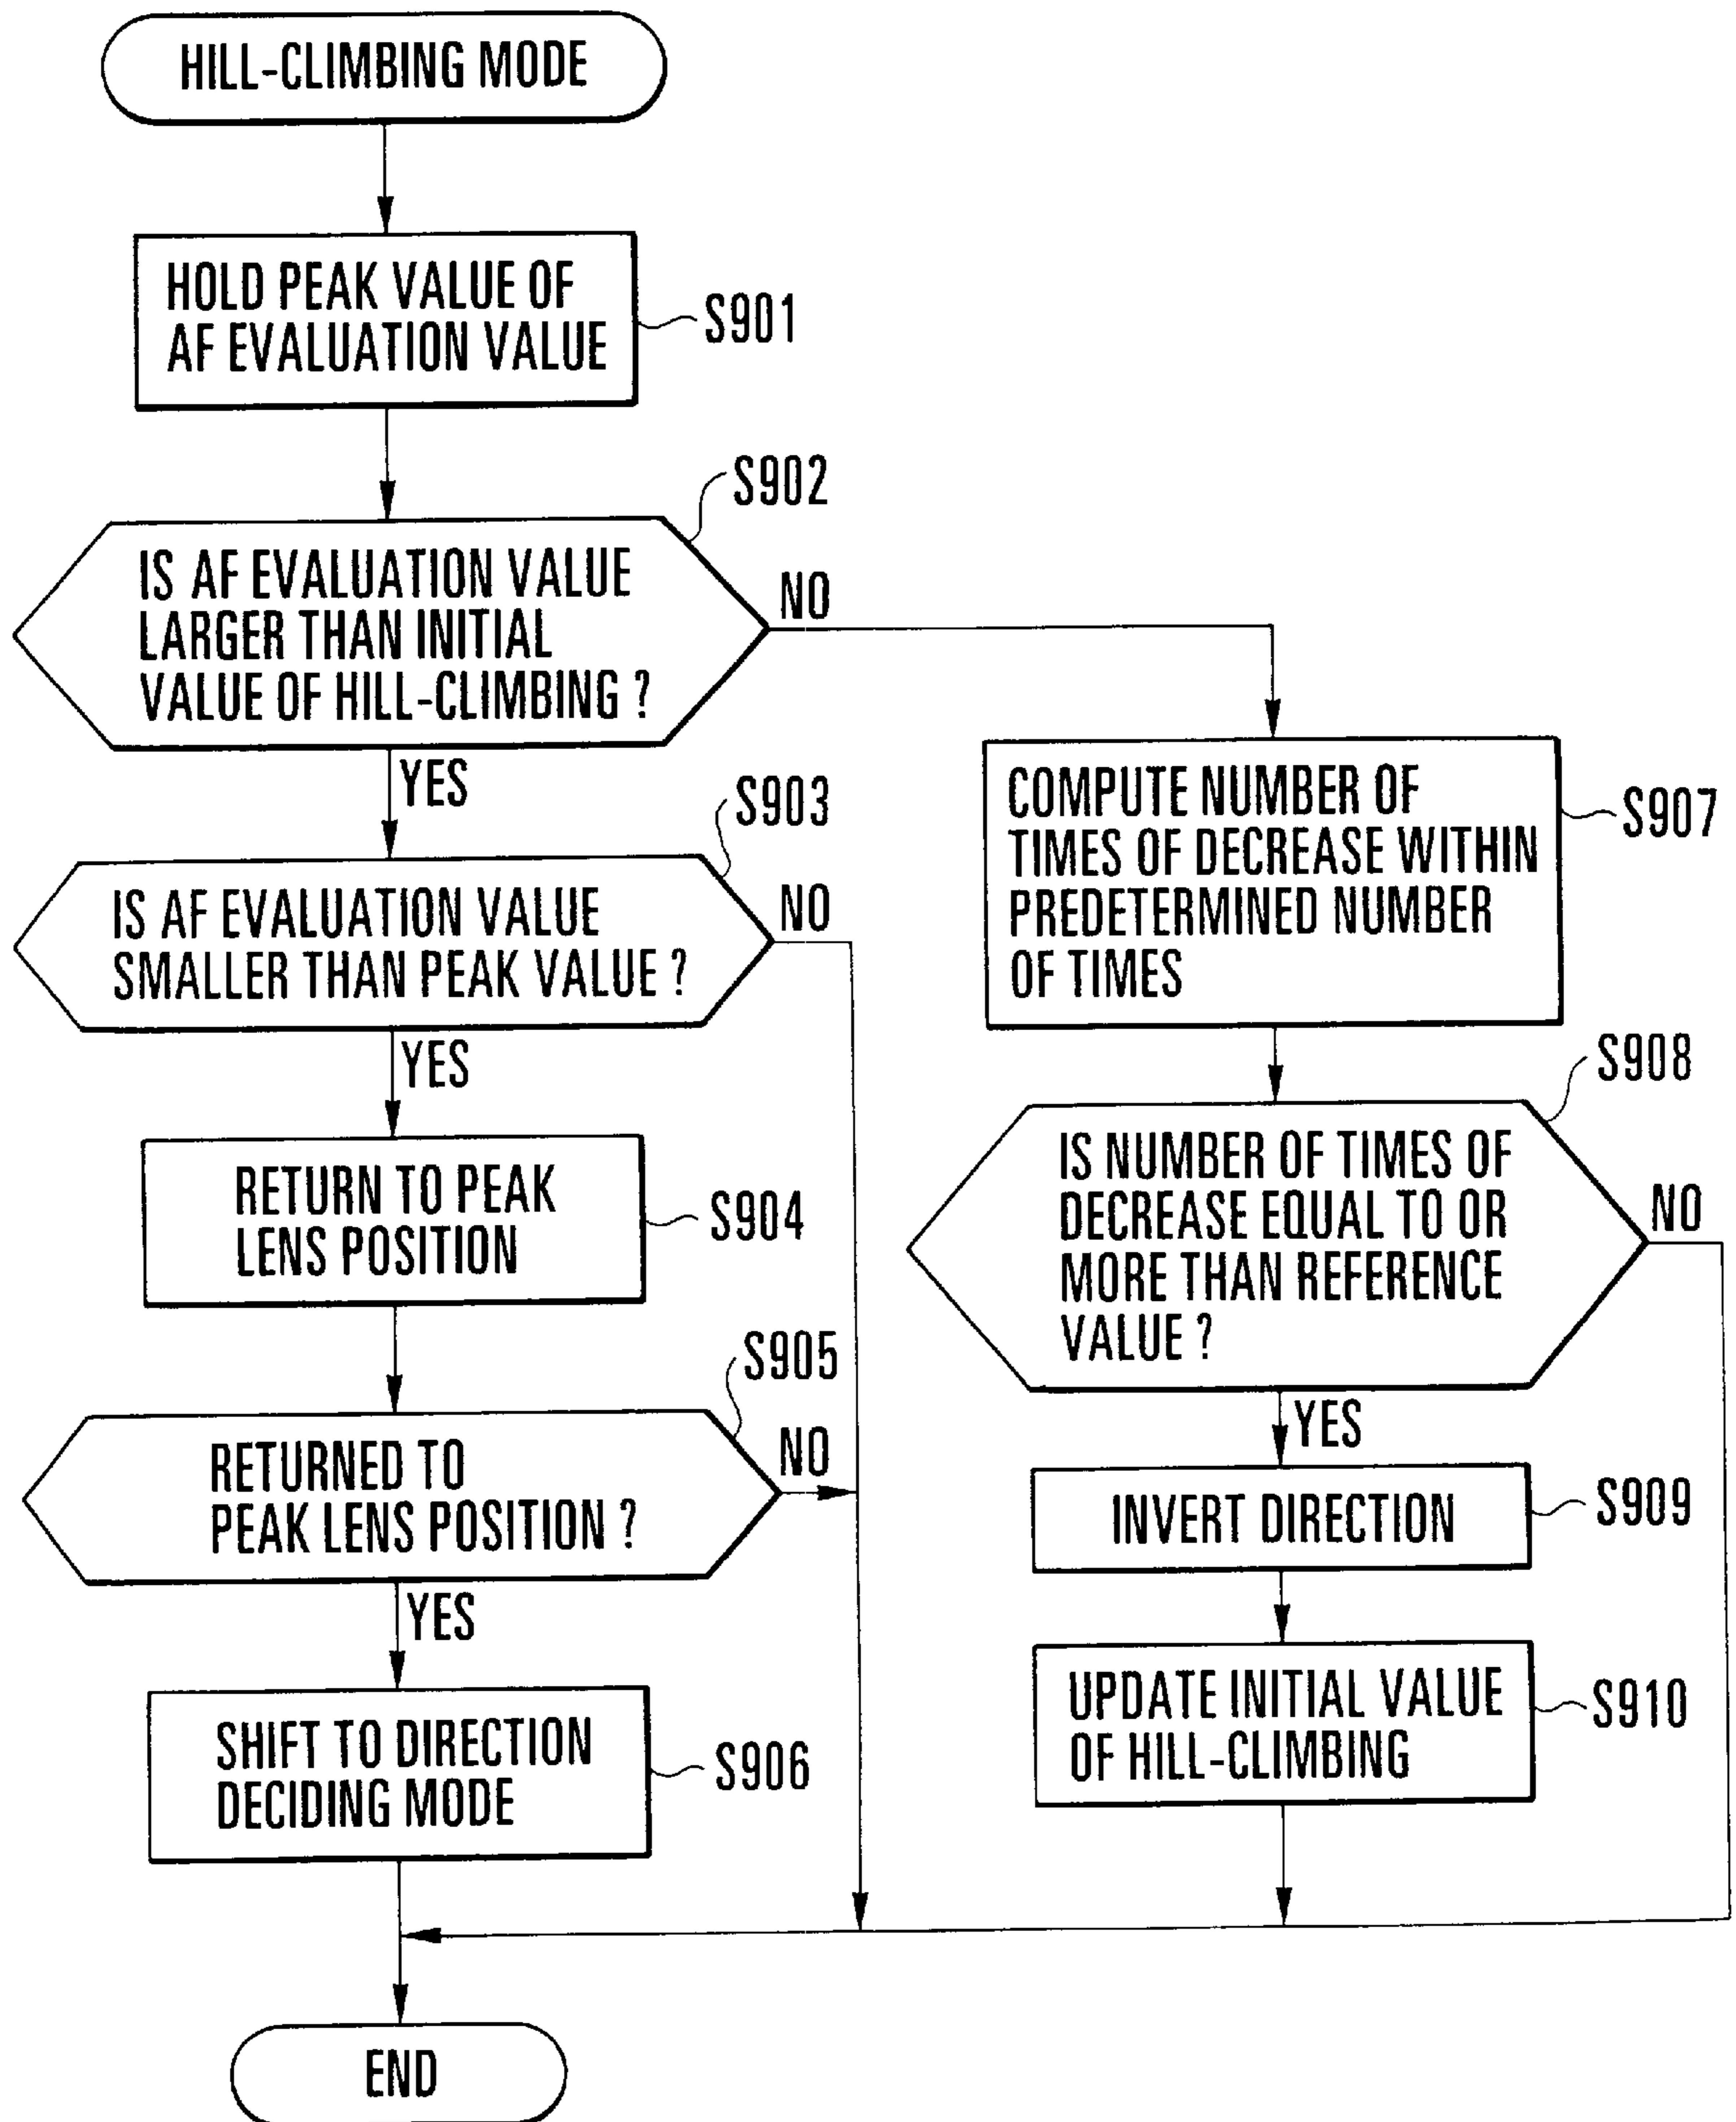 HILL-CLIMBING MODE
HOLD PEAK VALUE OF
AF EVALUATION VALUE
S901
S902
IS AF EVALUATION VALUE
LARGER THAN INITIAL
VALUE OF HILL-CLIMBING ?
NO
YES
S903
IS AF EVALUATION VALUE
SMALLER THAN PEAK VALUE ?
NO
YES
RETURN TO PEAK
LENS POSITION
S904
S905
RETURNED TO
PEAK LENS POSITION ?
NO
YES
SHIFT TO DIRECTION
DECIDING MODE
S906
COMPUTE NUMBER OF
TIMES OF DECREASE WITHIN
PREDETERMINED NUMBER
OF TIMES
S907
S908
IS NUMBER OF TIMES OF
DECREASE EQUAL TO OR
MORE THAN REFERENCE
VALUE ?
NO
YES
INVERT DIRECTION
S909
UPDATE INITIAL VALUE
OF HILL-CLIMBING
S910
END